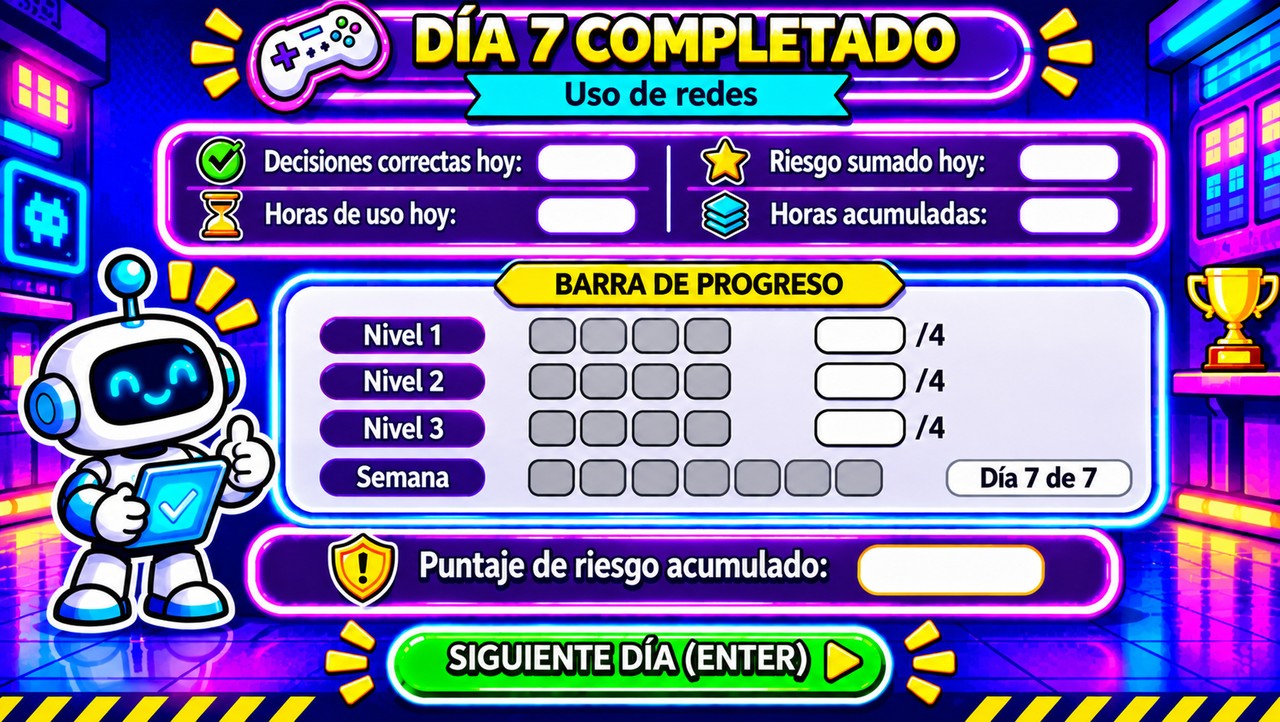 DÍA 7 COMPLETADO
Uso de redes
Decisiones correctas hoy:
Riesgo sumado hoy:
Horas de uso hoy:
Horas acumuladas:
BARRA DE PROGRESO
Nivel 1 /4
Nivel 2 /4
Nivel 3 /4
Semana Día 7 de 7
Puntaje de riesgo acumulado:
SIGUIENTE DÍA (ENTER)